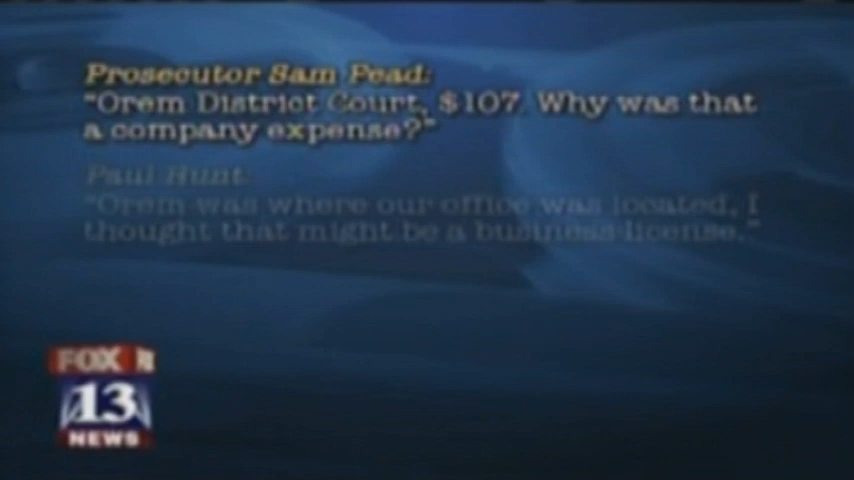 Prosecutor Sam Pead:
"Orem District Court, $107. Why was that
a company expense?"
Paul Hunt:
"Orem was where our office was located, I
thought that might be a business license."
FOX
13
NEWS